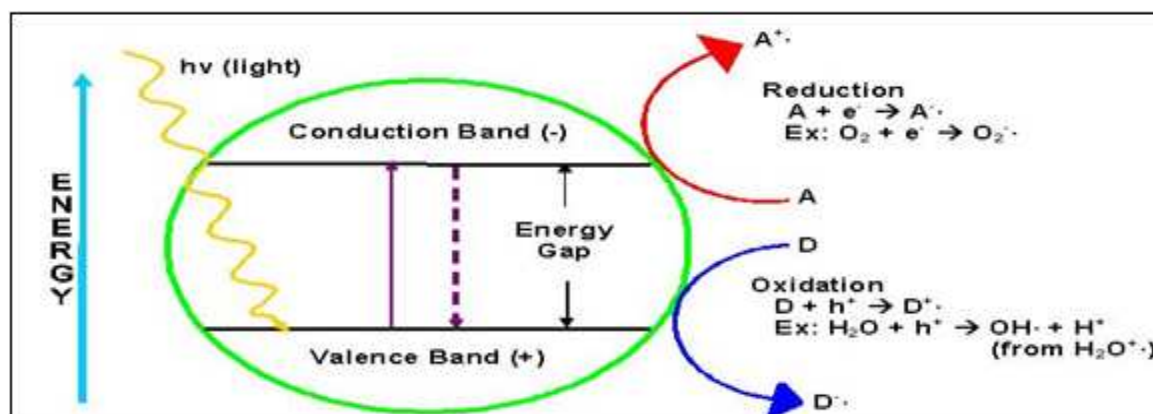 hv (light)
A⁺·
Reduction
A + e⁻ → A⁻·
Ex: O₂ + e⁻ → O₂⁻·
Conduction Band (-)
ENERGY
A
Energy
Gap
D
Oxidation
D + h⁺ → D⁺·
Ex: H₂O + h⁺ → OH· + H⁺
(from H₂O⁺·)
Valence Band (+)
D⁻·